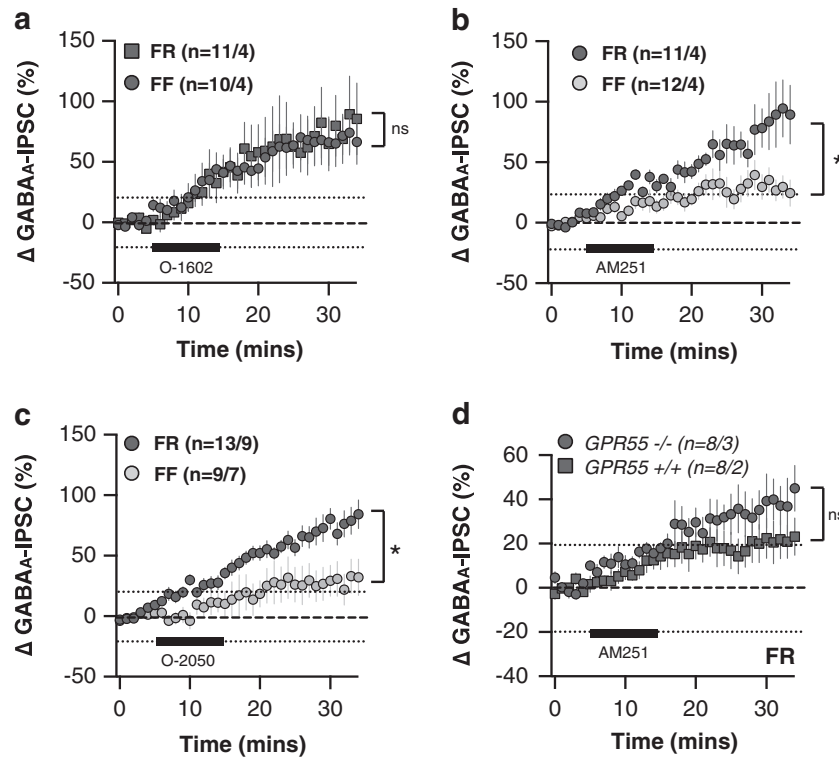 a
Δ GABAA-IPSC (%)
150
100
50
0
-50
FR (n=11/4)
FF (n=10/4)
ns
O-1602
0 10 20 30
Time (mins)
b
Δ GABAA-IPSC (%)
150
100
50
0
-50
FR (n=11/4)
FF (n=12/4)
*
AM251
0 10 20 30
Time (mins)
c
Δ GABAA-IPSC (%)
150
100
50
0
-50
FR (n=13/9)
FF (n=9/7)
*
O-2050
0 10 20 30
Time (mins)
d
Δ GABAA-IPSC (%)
60
40
20
0
-20
-40
GPR55 -/- (n=8/3)
GPR55 +/+ (n=8/2)
ns
AM251
FR
0 10 20 30
Time (mins)